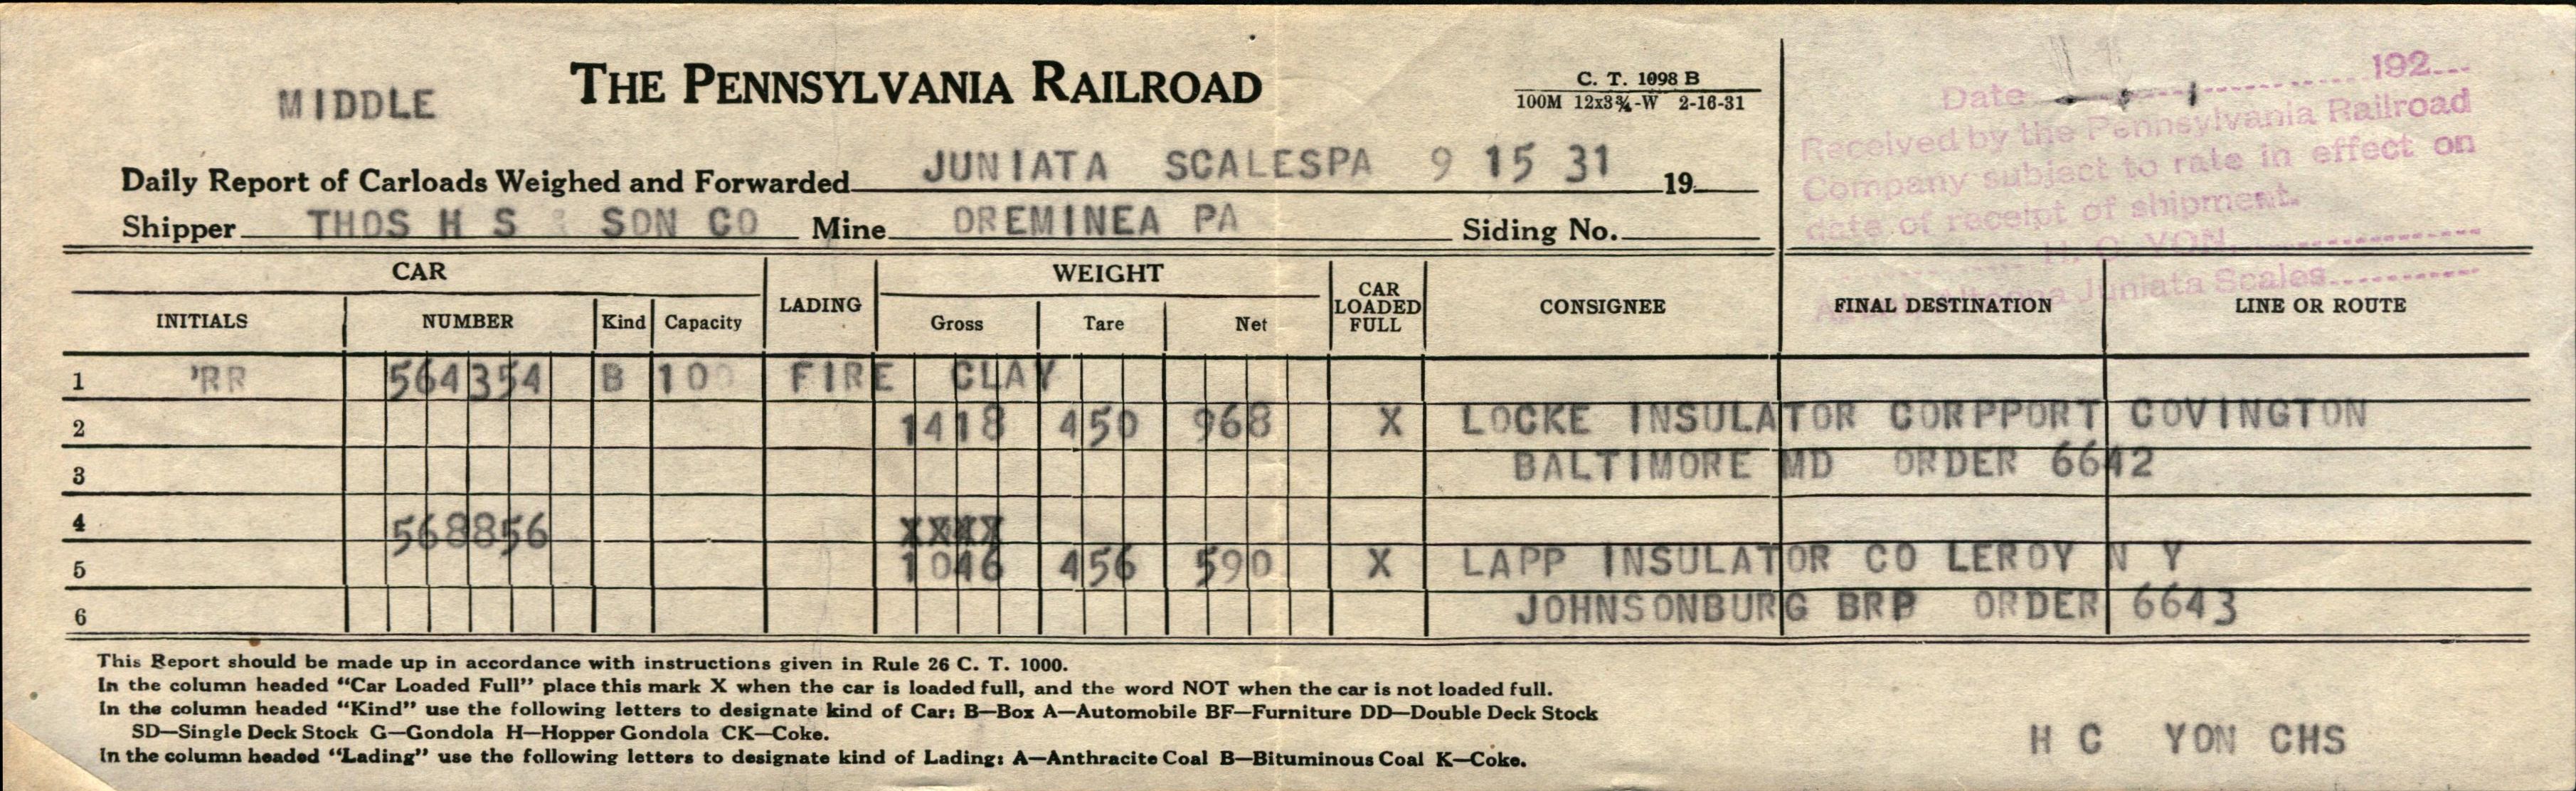 MIDDLE THE PENNSYLVANIA RAILROAD C. T. 1098 B
100M 12x3¾-W 2-16-31
Date 192
Received by the Pennsylvania Railroad
Company subject to rate in effect on
date of receipt of shipment.
H. C. YON,
Altoona Juniata Scales
Daily Report of Carloads Weighed and Forwarded JUNIATA SCALESPA 9 15 31 19
Shipper THOS H S & SON CO Mine OREMINEA PA Siding No.
CAR LADING WEIGHT CAR LOADED FULL CONSIGNEE FINAL DESTINATION LINE OR ROUTE
INITIALS NUMBER Kind Capacity Gross Tare Net
1 'RR 564354 B 100 FIRE CLAY
2 1418 450 968 X LOCKE INSULATOR CORPPORT COVINGTON
3 BALTIMORE MD ORDER 6642
4 568856 XXXX
5 1046 456 590 X LAPP INSULATOR CO LEROY N Y
6 JOHNSONBURG BRP ORDER 6643
This Report should be made up in accordance with instructions given in Rule 26 C. T. 1000.
In the column headed "Car Loaded Full" place this mark X when the car is loaded full, and the word NOT when the car is not loaded full.
In the column headed "Kind" use the following letters to designate kind of Car: B—Box A—Automobile BF—Furniture DD—Double Deck Stock
SD—Single Deck Stock G—Gondola H—Hopper Gondola CK—Coke.
In the column headed "Lading" use the following letters to designate kind of Lading: A—Anthracite Coal B—Bituminous Coal K—Coke.
H C YON CHS